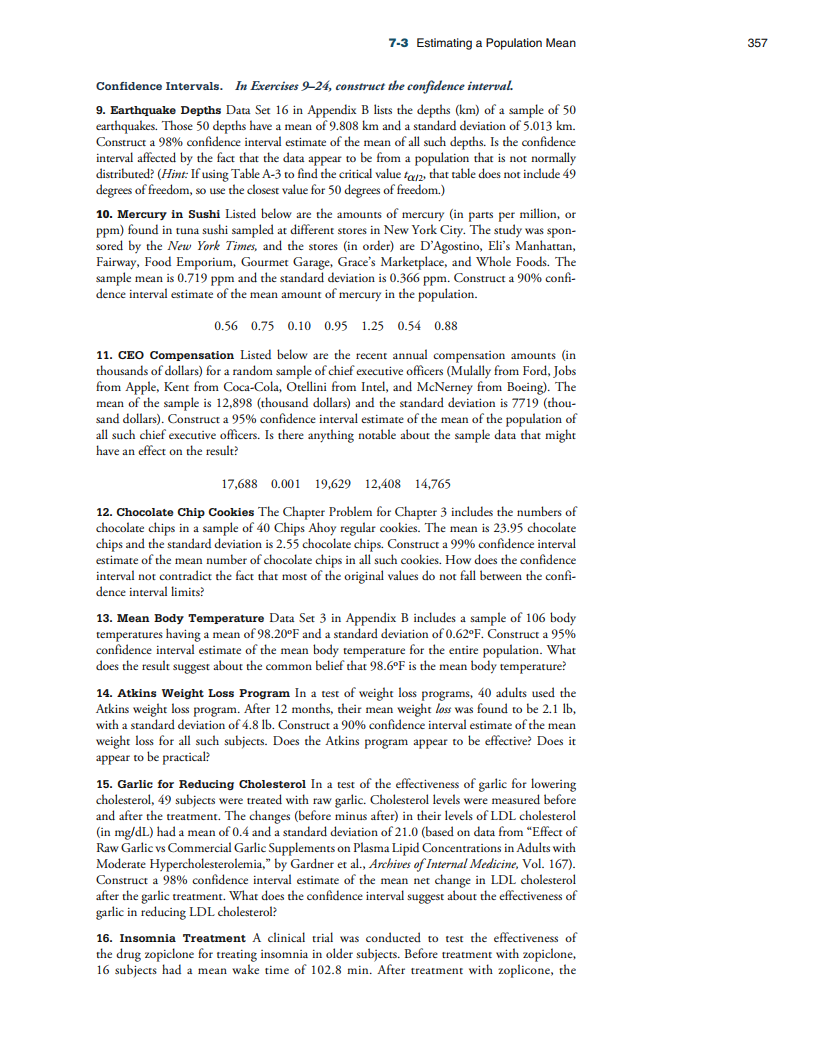 7-3 Estimating a Population Mean 357
Confidence Intervals. In Exercises 9–24, construct the confidence interval.
9. Earthquake Depths Data Set 16 in Appendix B lists the depths (km) of a sample of 50
earthquakes. Those 50 depths have a mean of 9.808 km and a standard deviation of 5.013 km.
Construct a 98% confidence interval estimate of the mean of all such depths. Is the confidence
interval affected by the fact that the data appear to be from a population that is not normally
distributed? (Hint: If using Table A-3 to find the critical value tα/2, that table does not include 49
degrees of freedom, so use the closest value for 50 degrees of freedom.)
10. Mercury in Sushi Listed below are the amounts of mercury (in parts per million, or
ppm) found in tuna sushi sampled at different stores in New York City. The study was spon-
sored by the New York Times, and the stores (in order) are D'Agostino, Eli's Manhattan,
Fairway, Food Emporium, Gourmet Garage, Grace's Marketplace, and Whole Foods. The
sample mean is 0.719 ppm and the standard deviation is 0.366 ppm. Construct a 90% confi-
dence interval estimate of the mean amount of mercury in the population.
0.56 0.75 0.10 0.95 1.25 0.54 0.88
11. CEO Compensation Listed below are the recent annual compensation amounts (in
thousands of dollars) for a random sample of chief executive officers (Mulally from Ford, Jobs
from Apple, Kent from Coca-Cola, Otellini from Intel, and McNerney from Boeing). The
mean of the sample is 12,898 (thousand dollars) and the standard deviation is 7719 (thou-
sand dollars). Construct a 95% confidence interval estimate of the mean of the population of
all such chief executive officers. Is there anything notable about the sample data that might
have an effect on the result?
17,688 0.001 19,629 12,408 14,765
12. Chocolate Chip Cookies The Chapter Problem for Chapter 3 includes the numbers of
chocolate chips in a sample of 40 Chips Ahoy regular cookies. The mean is 23.95 chocolate
chips and the standard deviation is 2.55 chocolate chips. Construct a 99% confidence interval
estimate of the mean number of chocolate chips in all such cookies. How does the confidence
interval not contradict the fact that most of the original values do not fall between the confi-
dence interval limits?
13. Mean Body Temperature Data Set 3 in Appendix B includes a sample of 106 body
temperatures having a mean of 98.20ºF and a standard deviation of 0.62ºF. Construct a 95%
confidence interval estimate of the mean body temperature for the entire population. What
does the result suggest about the common belief that 98.6ºF is the mean body temperature?
14. Atkins Weight Loss Program In a test of weight loss programs, 40 adults used the
Atkins weight loss program. After 12 months, their mean weight loss was found to be 2.1 lb,
with a standard deviation of 4.8 lb. Construct a 90% confidence interval estimate of the mean
weight loss for all such subjects. Does the Atkins program appear to be effective? Does it
appear to be practical?
15. Garlic for Reducing Cholesterol In a test of the effectiveness of garlic for lowering
cholesterol, 49 subjects were treated with raw garlic. Cholesterol levels were measured before
and after the treatment. The changes (before minus after) in their levels of LDL cholesterol
(in mg/dL) had a mean of 0.4 and a standard deviation of 21.0 (based on data from "Effect of
Raw Garlic vs Commercial Garlic Supplements on Plasma Lipid Concentrations in Adults with
Moderate Hypercholesterolemia," by Gardner et al., Archives of Internal Medicine, Vol. 167).
Construct a 98% confidence interval estimate of the mean net change in LDL cholesterol
after the garlic treatment. What does the confidence interval suggest about the effectiveness of
garlic in reducing LDL cholesterol?
16. Insomnia Treatment A clinical trial was conducted to test the effectiveness of
the drug zopiclone for treating insomnia in older subjects. Before treatment with zopiclone,
16 subjects had a mean wake time of 102.8 min. After treatment with zoplicone, the